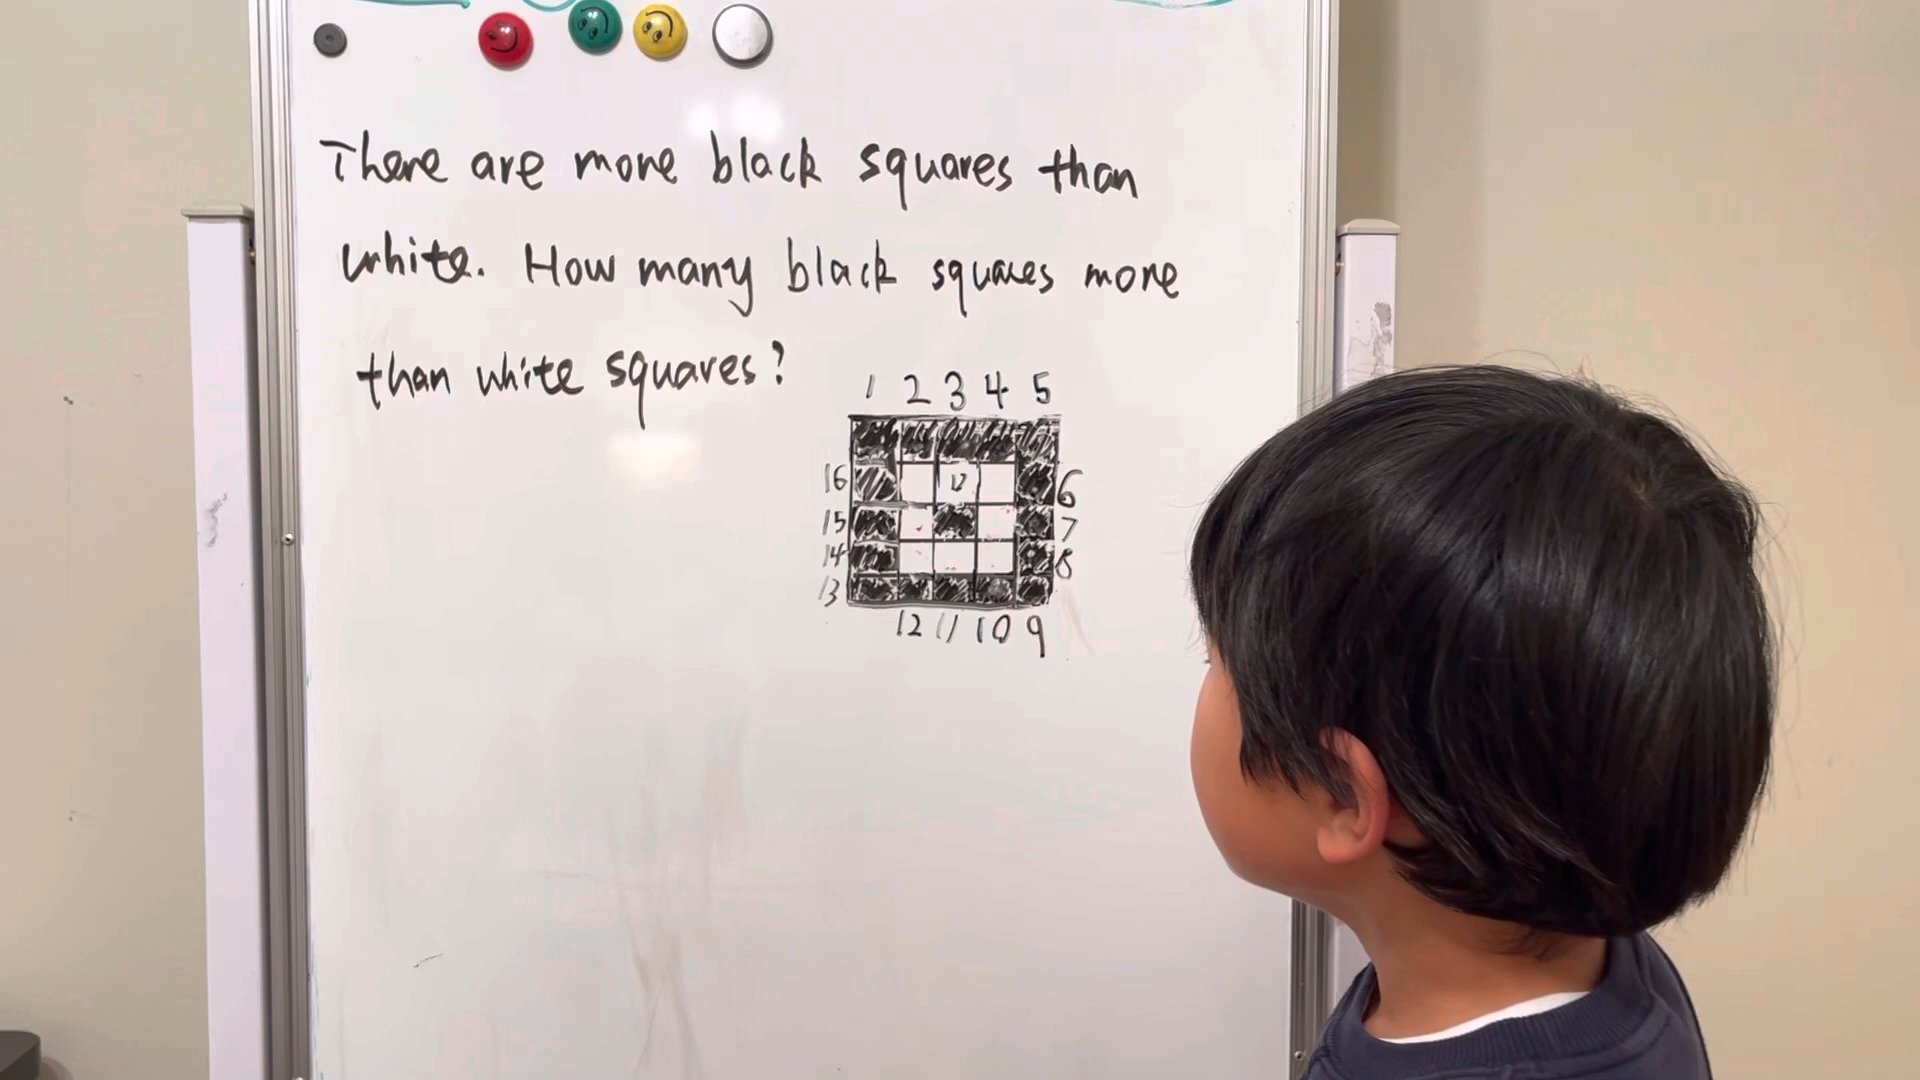 There are more black squares than
white. How many black squares more
than white squares?
1 2 3 4 5
16 6
15 7
14 8
13
12 11 10 9